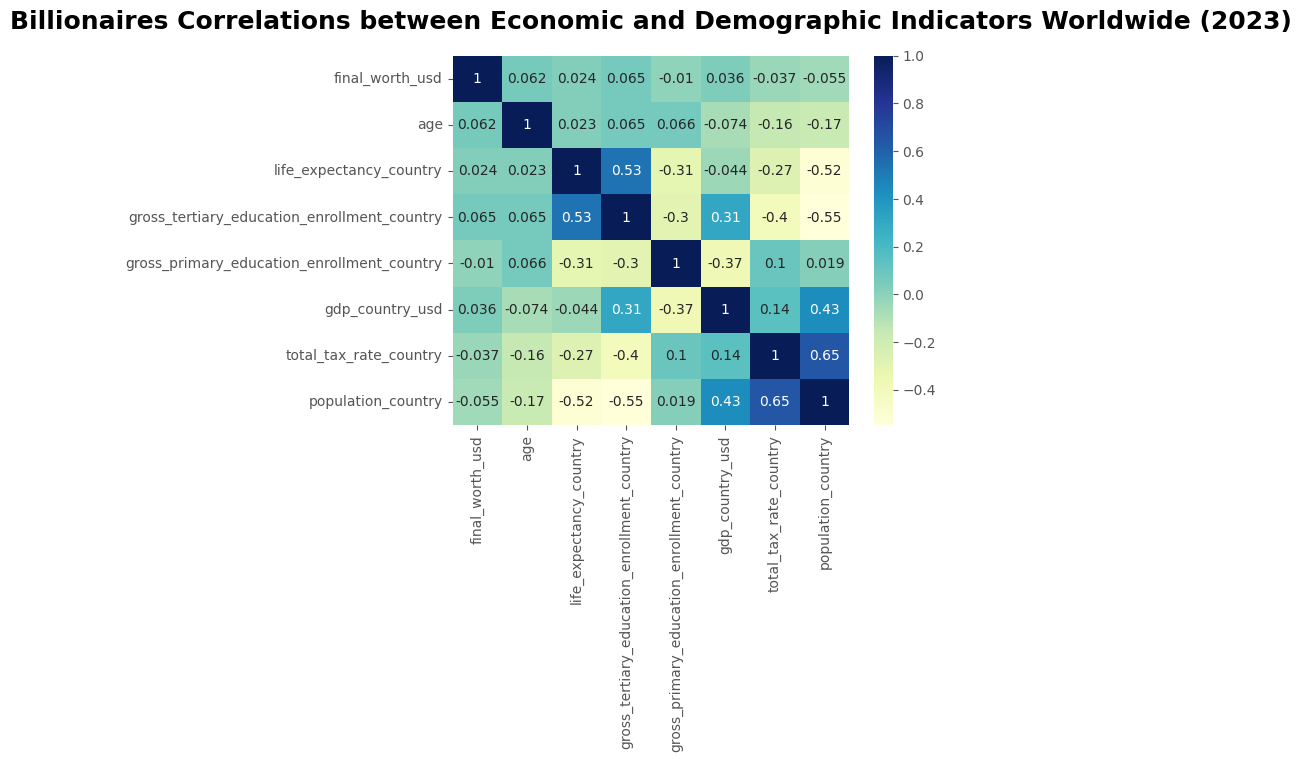 Billionaires Correlations between Economic and Demographic Indicators Worldwide (2023)
final_worth_usd 1 0.062 0.024 0.065 -0.01 0.036 -0.037 -0.055
age 0.062 1 0.023 0.065 0.066 -0.074 -0.16 -0.17
life_expectancy_country 0.024 0.023 1 0.53 -0.31 -0.044 -0.27 -0.52
gross_tertiary_education_enrollment_country 0.065 0.065 0.53 1 -0.3 0.31 -0.4 -0.55
gross_primary_education_enrollment_country -0.01 0.066 -0.31 -0.3 1 -0.37 0.1 0.019
gdp_country_usd 0.036 -0.074 -0.044 0.31 -0.37 1 0.14 0.43
total_tax_rate_country -0.037 -0.16 -0.27 -0.4 0.1 0.14 1 0.65
population_country -0.055 -0.17 -0.52 -0.55 0.019 0.43 0.65 1
final_worth_usd
age
life_expectancy_country
gross_tertiary_education_enrollment_country
gross_primary_education_enrollment_country
gdp_country_usd
total_tax_rate_country
population_country
1.0
0.8
0.6
0.4
0.2
0.0
−0.2
−0.4